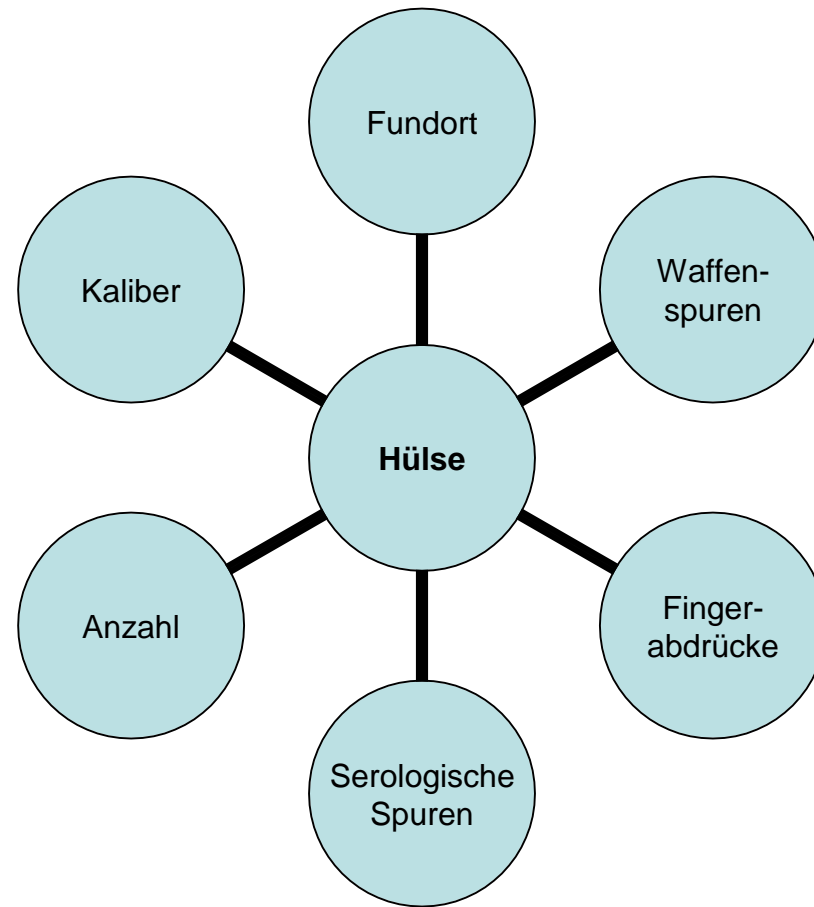 Fundort
Kaliber
Waffen-
spuren
Hülse
Anzahl
Finger-
abdrücke
Serologische
Spuren